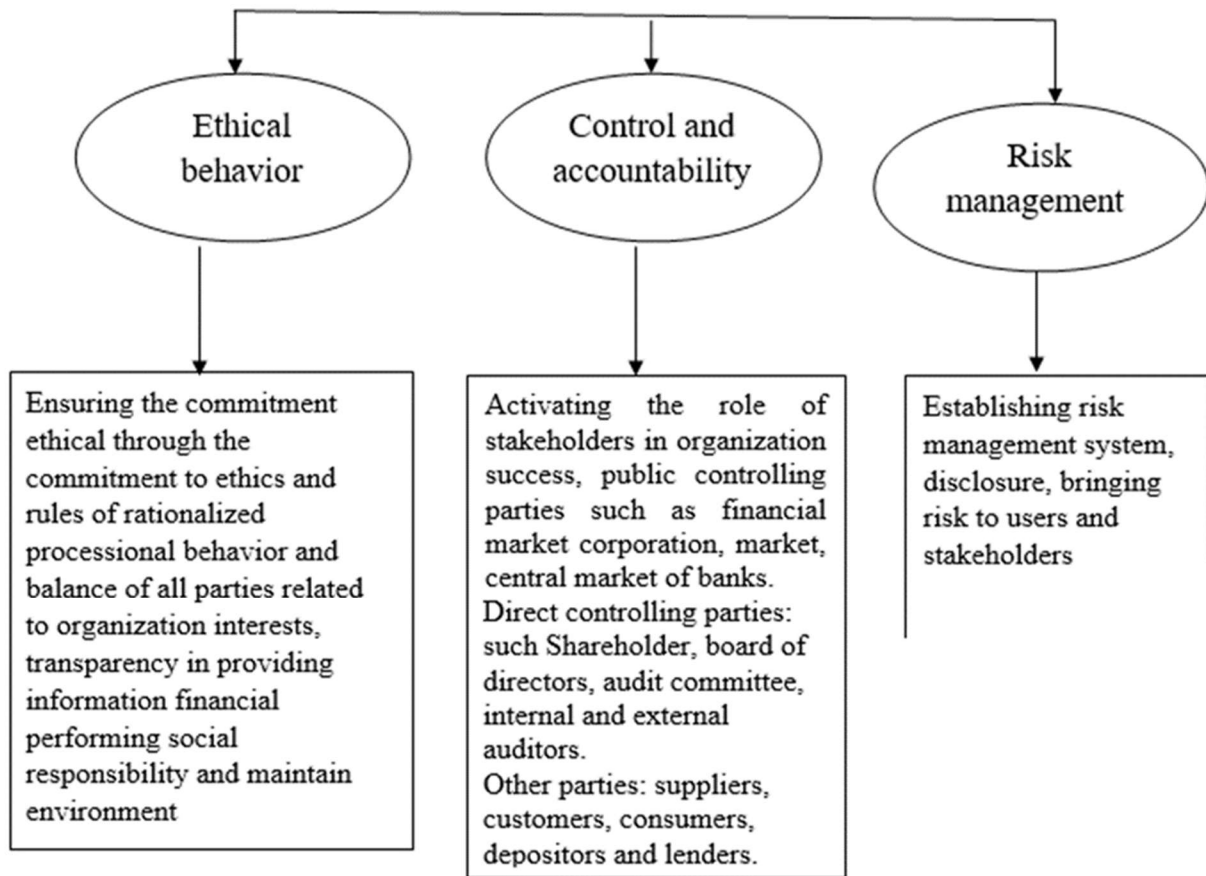 Ethical
behavior
Control and
accountability
Risk
management
Ensuring the commitment
ethical through the
commitment to ethics and
rules of rationalized
processional behavior and
balance of all parties related
to organization interests,
transparency in providing
information financial
performing social
responsibility and maintain
environment
Activating the role of
stakeholders in organization
success, public controlling
parties such as financial
market corporation, market,
central market of banks.
Direct controlling parties:
such Shareholder, board of
directors, audit committee,
internal and external
auditors.
Other parties: suppliers,
customers, consumers,
depositors and lenders.
Establishing risk
management system,
disclosure, bringing
risk to users and
stakeholders